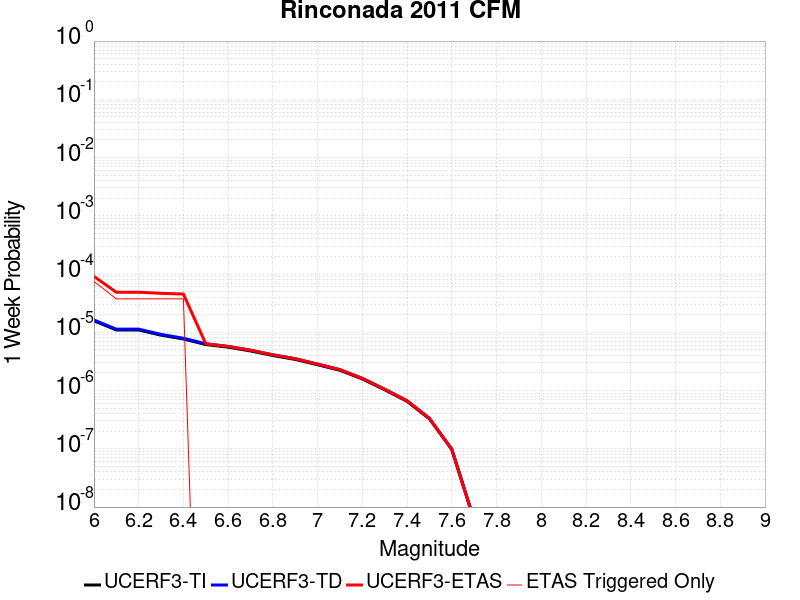 Rinconada 2011 CFM
10^0
10^-1
10^-2
10^-3
10^-4
10^-5
10^-6
10^-7
10^-8
1 Week Probability
6 6.2 6.4 6.6 6.8 7 7.2 7.4 7.6 7.8 8 8.2 8.4 8.6 8.8 9
Magnitude
UCERF3-TI UCERF3-TD UCERF3-ETAS ETAS Triggered Only